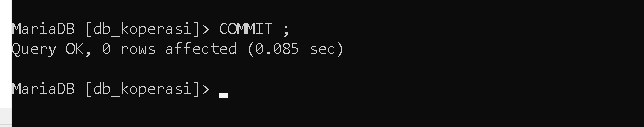 MariaDB [db_koperasi]> COMMIT ;
Query OK, 0 rows affected (0.085 sec)
MariaDB [db_koperasi]>